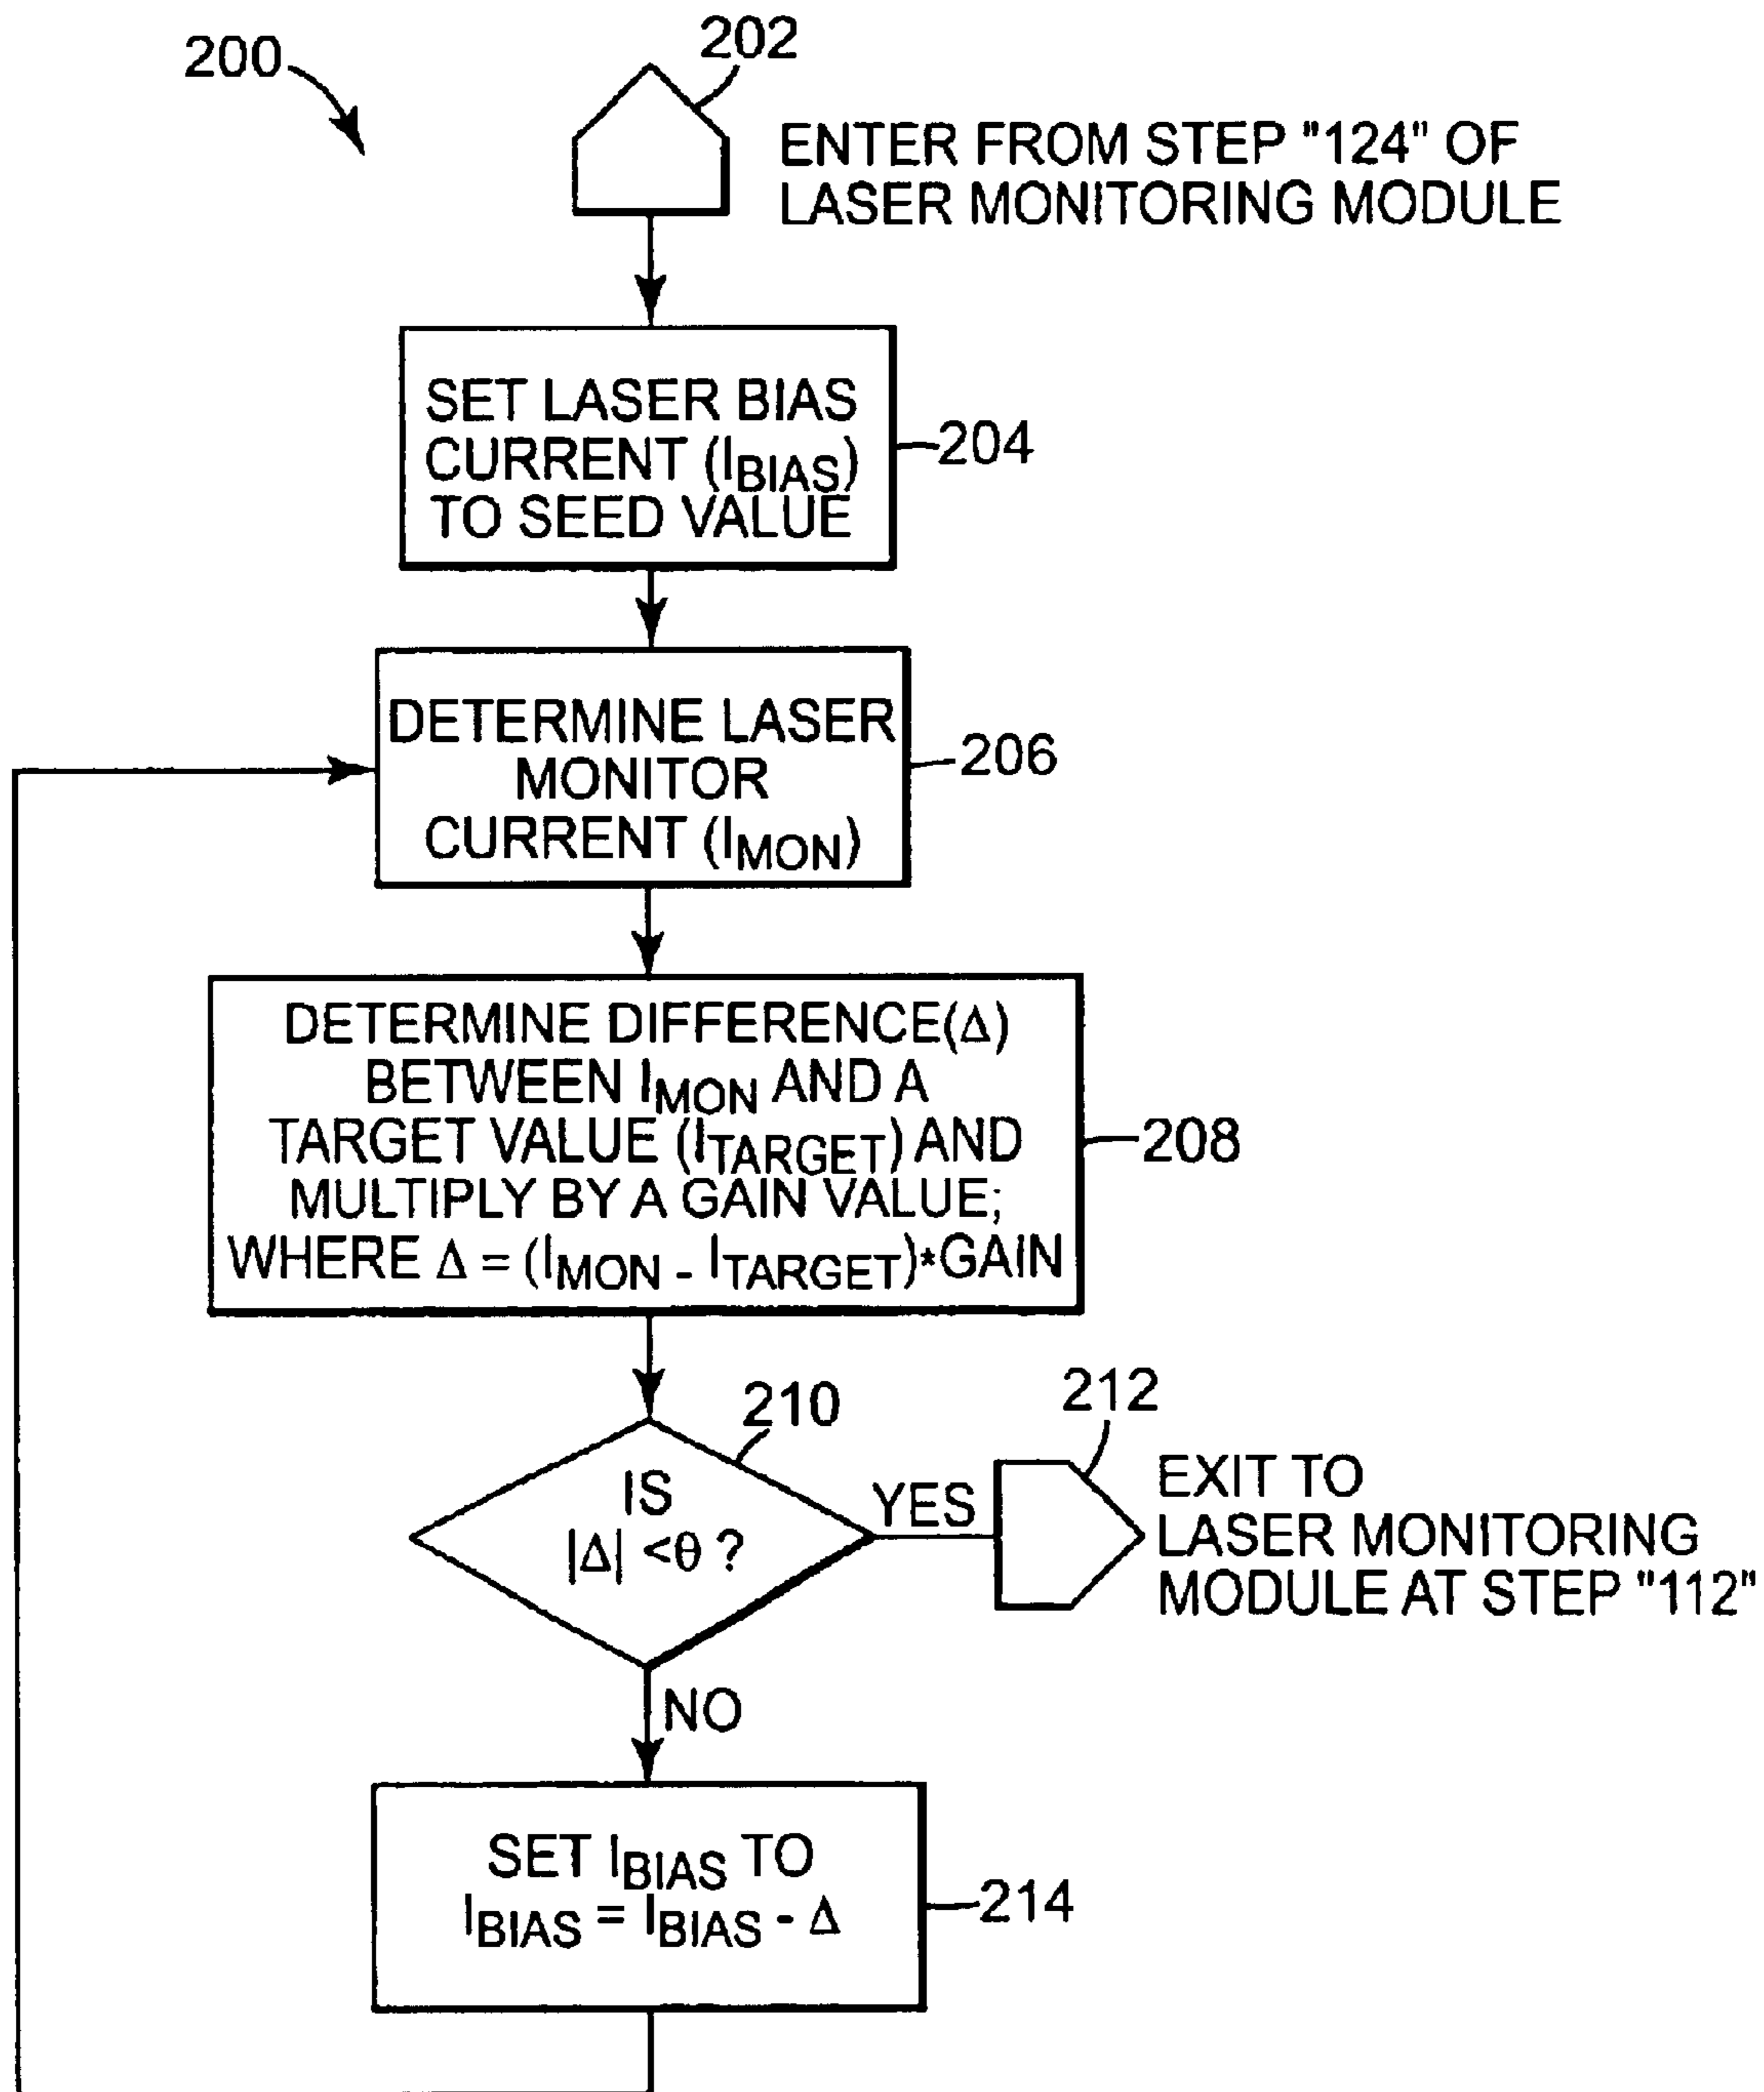 200
202
ENTER FROM STEP "124" OF
LASER MONITORING MODULE
SET LASER BIAS
CURRENT (IBIAS)
TO SEED VALUE
204
DETERMINE LASER
MONITOR
CURRENT (IMON)
206
DETERMINE DIFFERENCE(Δ)
BETWEEN IMON AND A
TARGET VALUE (ITARGET) AND
MULTIPLY BY A GAIN VALUE;
WHERE Δ = (IMON - ITARGET)*GAIN
208
210
IS
|Δ| <θ ?
YES
212
EXIT TO
LASER MONITORING
MODULE AT STEP "112"
NO
SET IBIAS TO
IBIAS = IBIAS - Δ
214